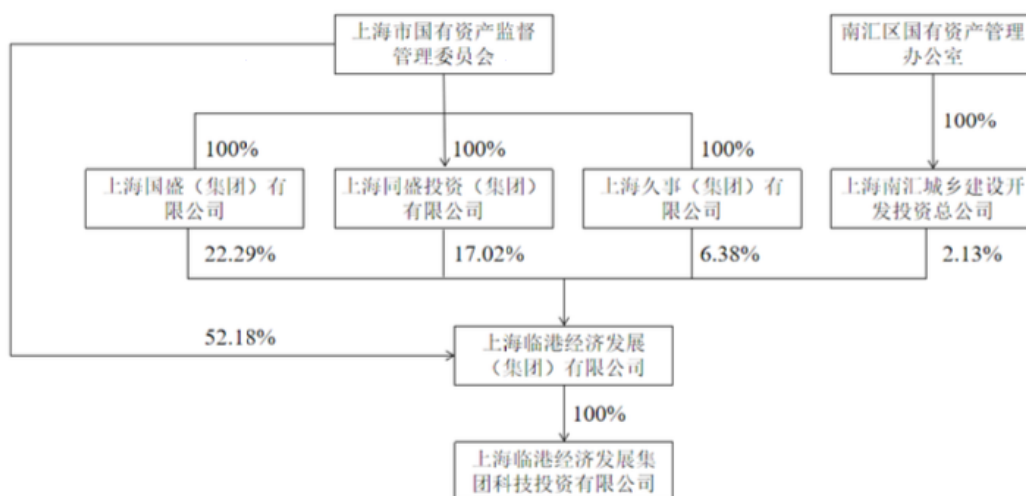 上海市国有资产监督
管理委员会
南汇区国有资产管理
办公室
100%
100%
100%
100%
上海国盛（集团）有
限公司
上海同盛投资（集团）
有限公司
上海久事（集团）有
限公司
上海南汇城乡建设开
发投资总公司
22.29%
17.02%
6.38%
2.13%
52.18%
上海临港经济发展
（集团）有限公司
100%
上海临港经济发展集
团科技投资有限公司